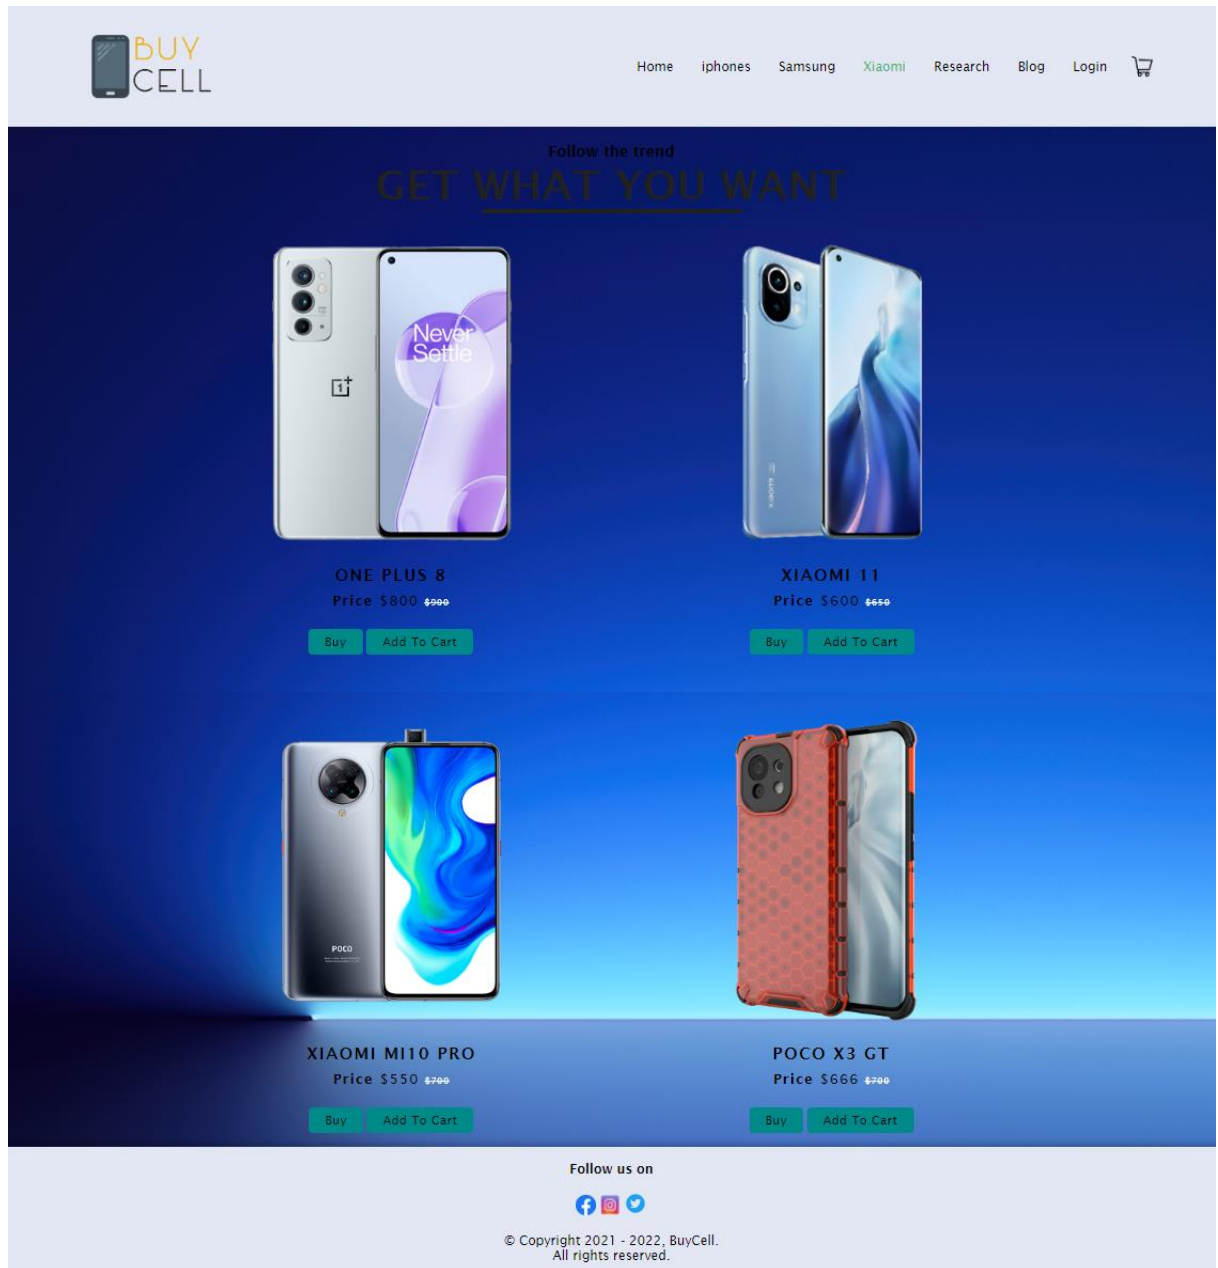 BUY
CELL
Home iphones Samsung Xiaomi Research Blog Login
Follow the trend
GET WHAT YOU WANT
Never
Settle
1+
XIAOMI
ONE PLUS 8
Price $800 $900
Buy Add To Cart
XIAOMI 11
Price $600 $650
Buy Add To Cart
POCO
XIAOMI MI10 PRO
Price $550 $700
Buy Add To Cart
POCO X3 GT
Price $666 $700
Buy Add To Cart
Follow us on
© Copyright 2021 - 2022, BuyCell.
All rights reserved.